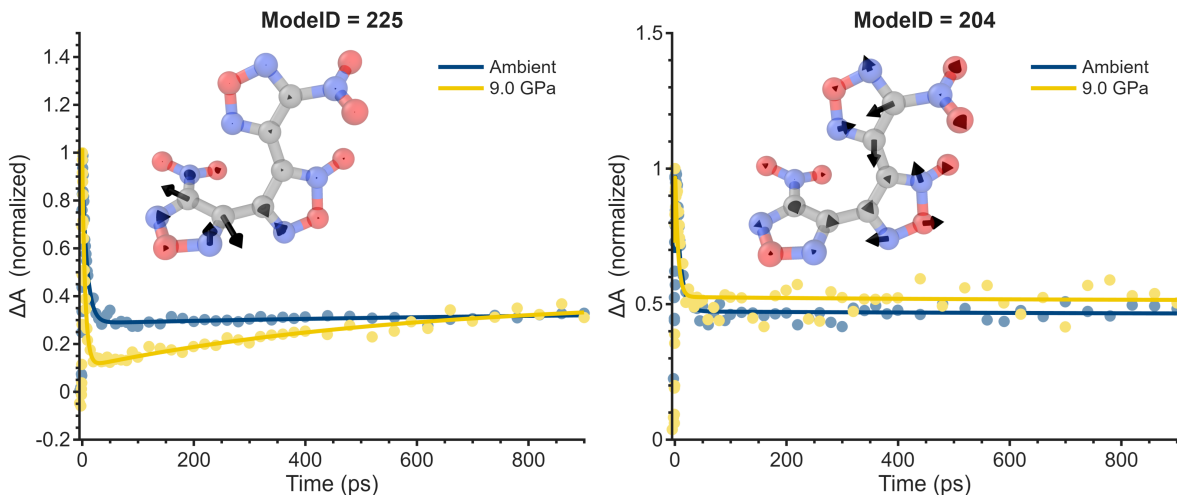 ModelD = 225
Ambient
9.0 GPa
ΔA (normalized)
1.4
1.2
1
0.8
0.6
0.4
0.2
0
-0.2
0
200
400
600
800
Time (ps)
ModelD = 204
Ambient
9.0 GPa
ΔA (normalized)
1.5
1
0.5
0
0
200
400
600
800
Time (ps)